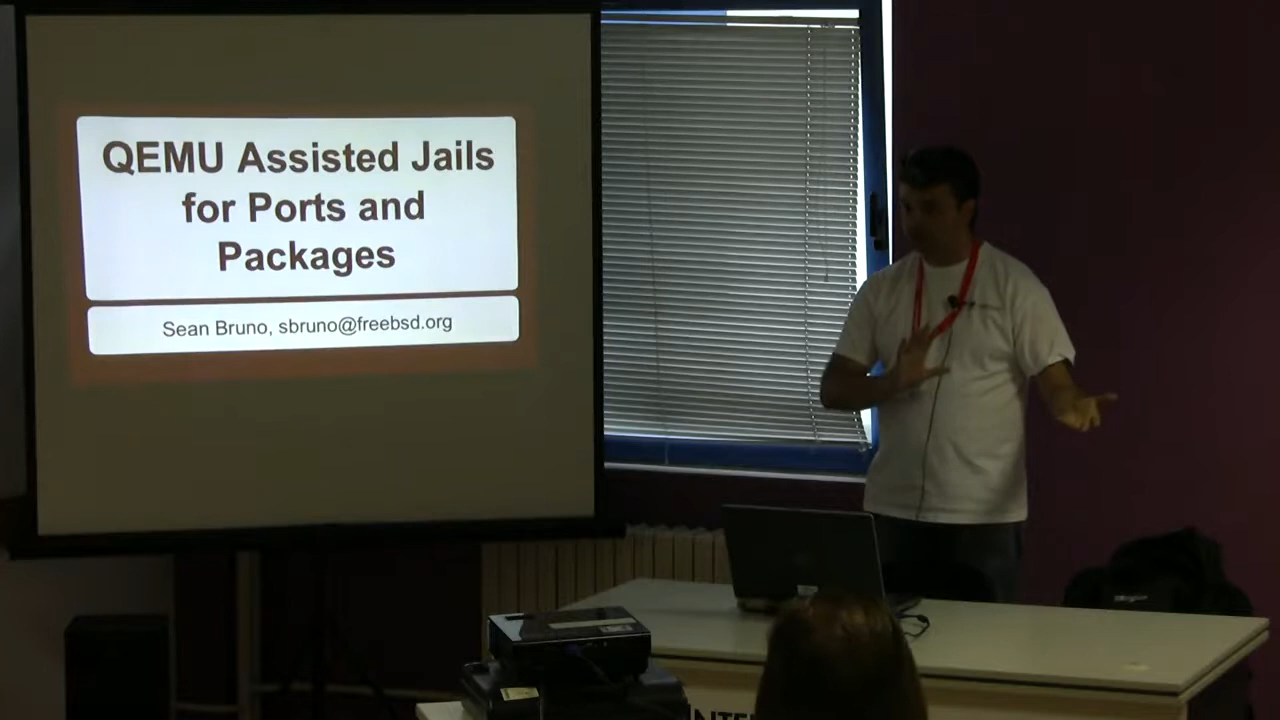 QEMU Assisted Jails
for Ports and
Packages
Sean Bruno, sbruno@freebsd.org